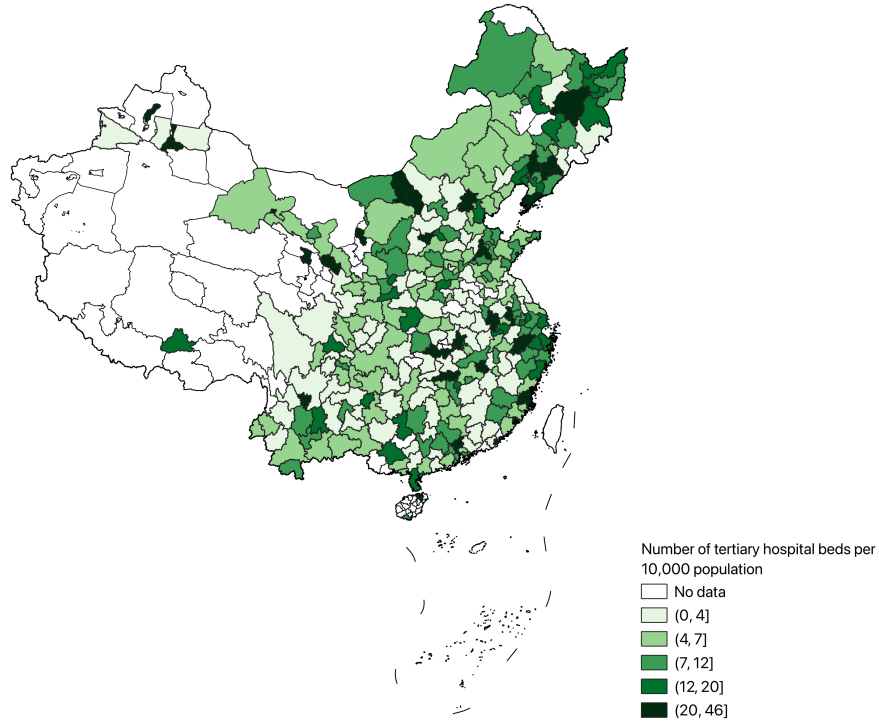 Number of tertiary hospital beds per
10,000 population
No data
(0, 4]
(4, 7]
(7, 12]
(12, 20]
(20, 46]